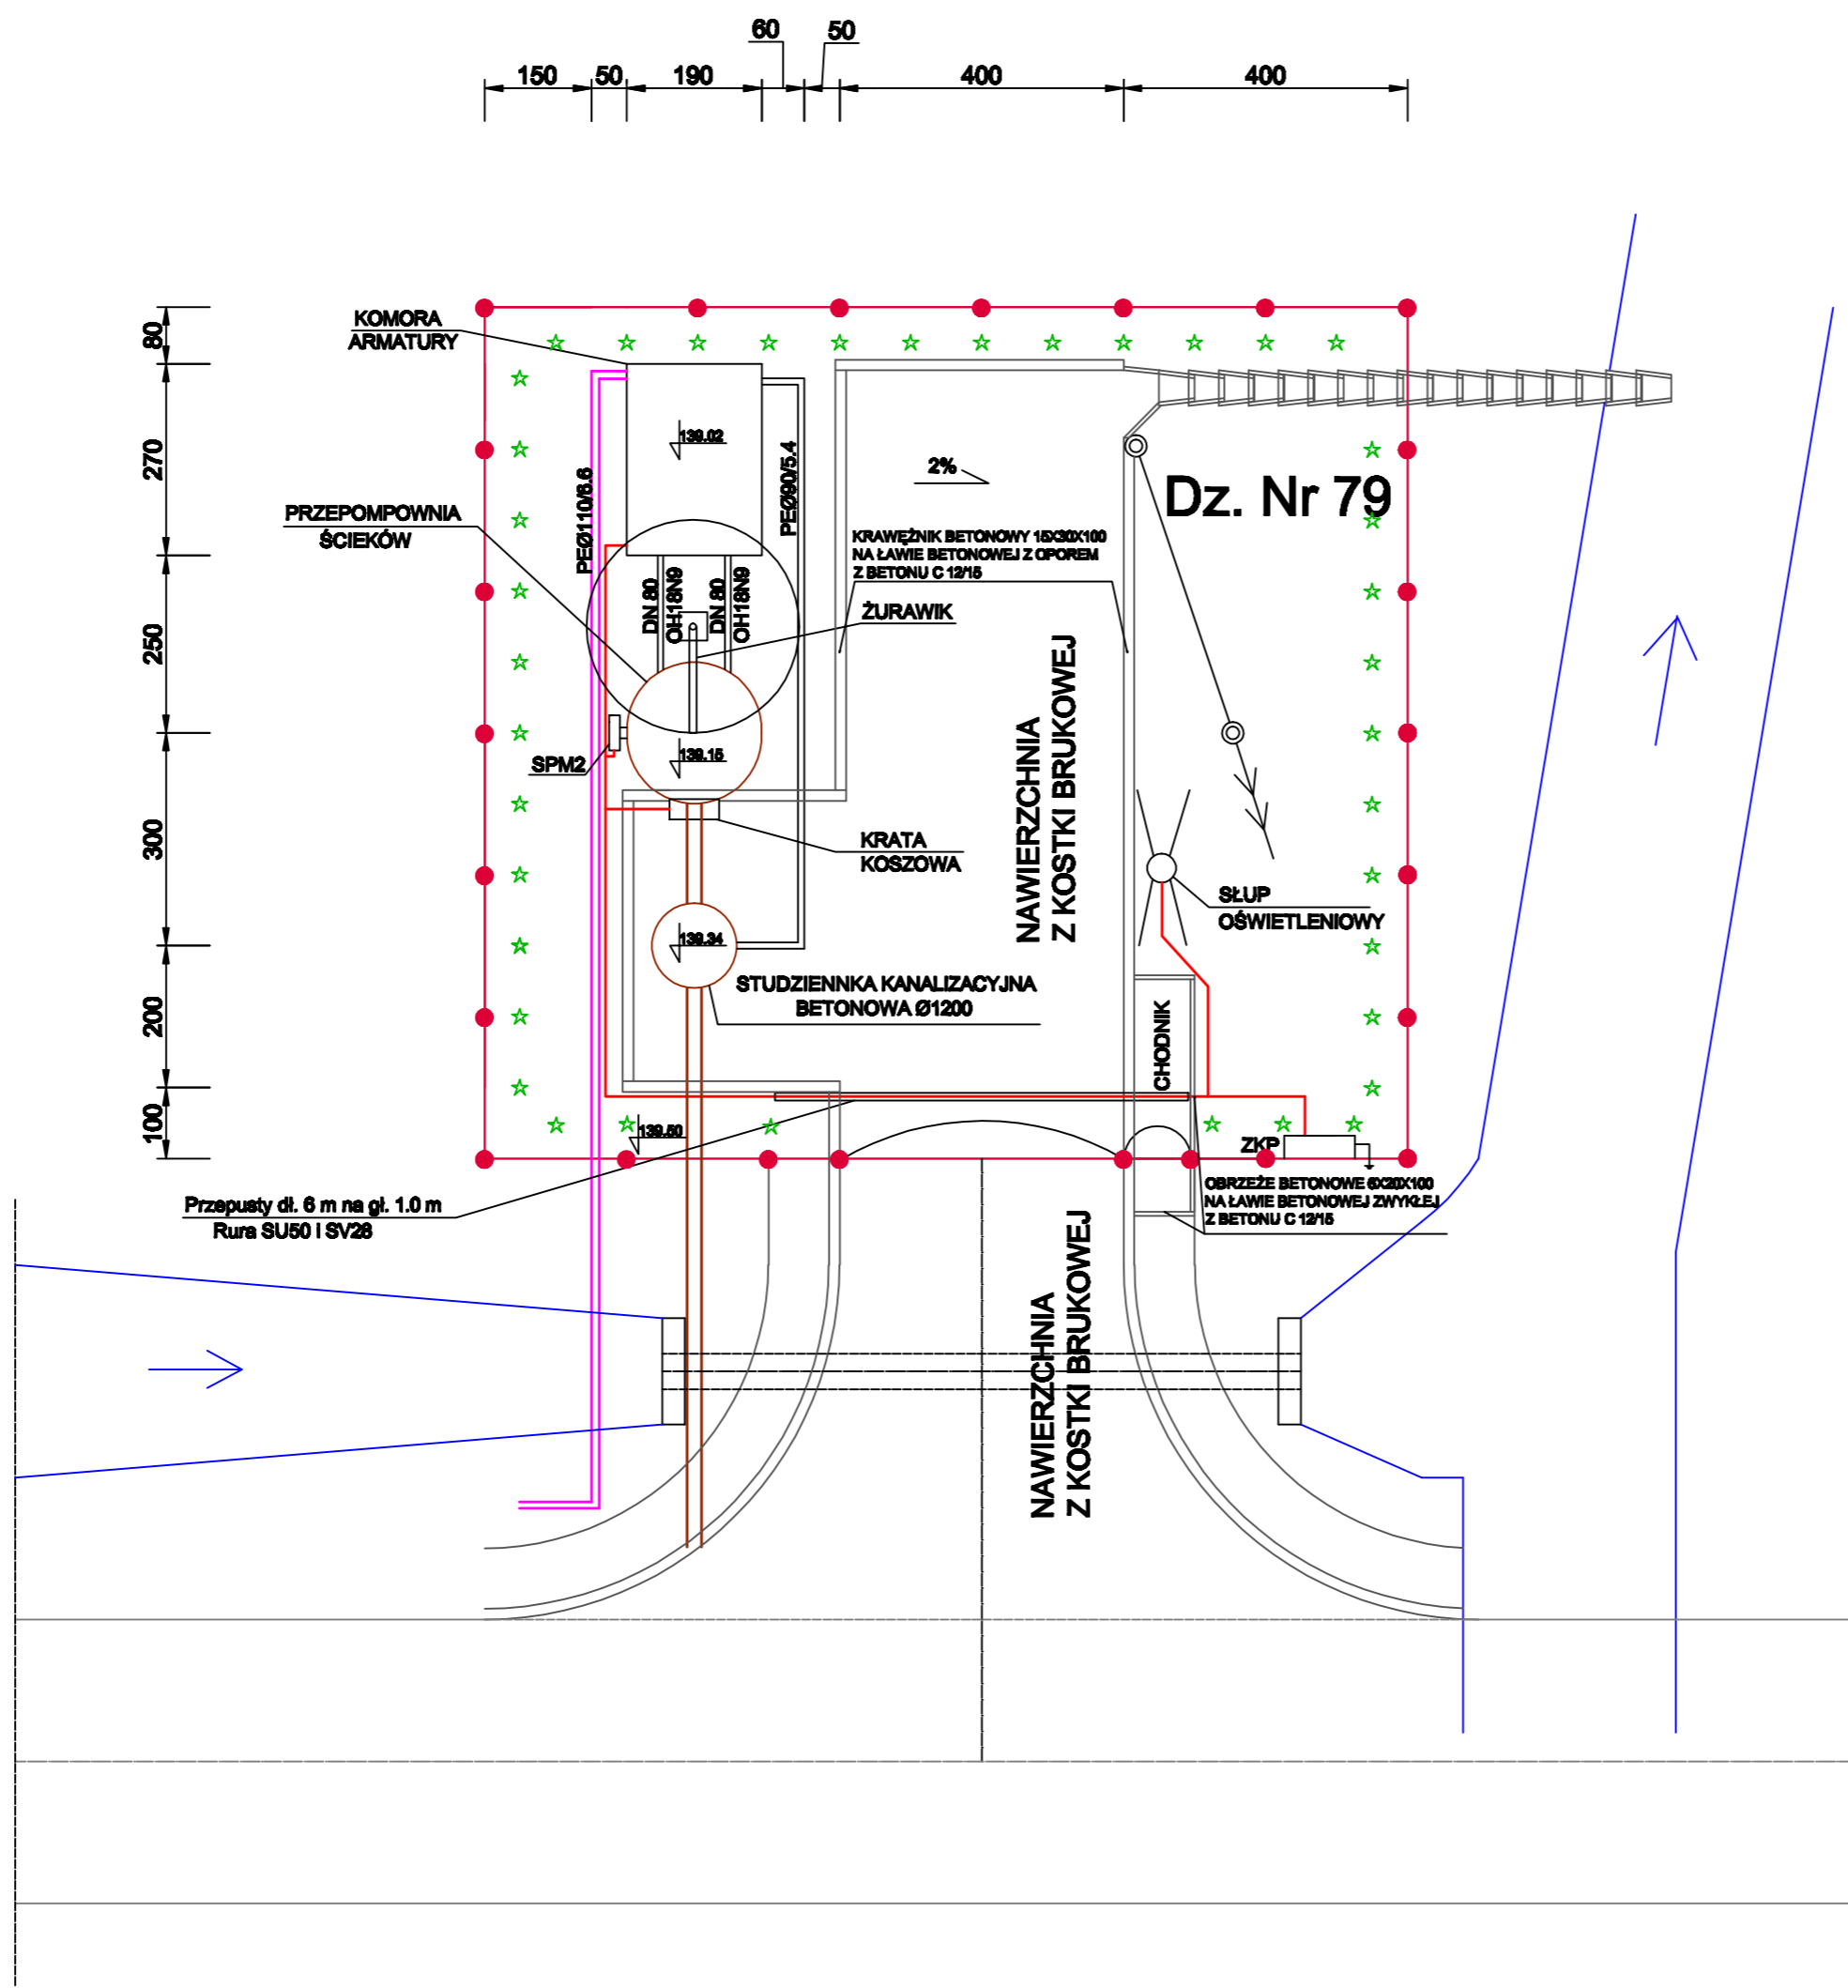 60
50
150
50
190
400
400
80
270
250
300
200
100
KOMORA
ARMATURY
139.02
PEØ110/6.6
PEØ90/5.4
2%
Dz. Nr 79
PRZEPOMPOWNIA
ŚCIEKÓW
KRAWĘŻNIK BETONOWY 15X30X100
NA ŁAWIE BETONOWEJ Z OPOREM
Z BETONU C 12/15
DN 80
OH18N9
DN 80
OH18N9
ŻURAWIK
NAWIERZCHNIA
Z KOSTKI BRUKOWEJ
SPM2
139.15
KRATA
KOSZOWA
SŁUP
OŚWIETLENIOWY
139.34
STUDZIENNKA KANALIZACYJNA
BETONOWA Ø1200
CHODNIK
139.50
ZKP
Przepusty dł. 6 m na gł. 1.0 m
Rura SU50 i SV28
OBRZEŻE BETONOWE 6X20X100
NA ŁAWIE BETONOWEJ ZWYKŁEJ
Z BETONU C 12/15
NAWIERZCHNIA
Z KOSTKI BRUKOWEJ